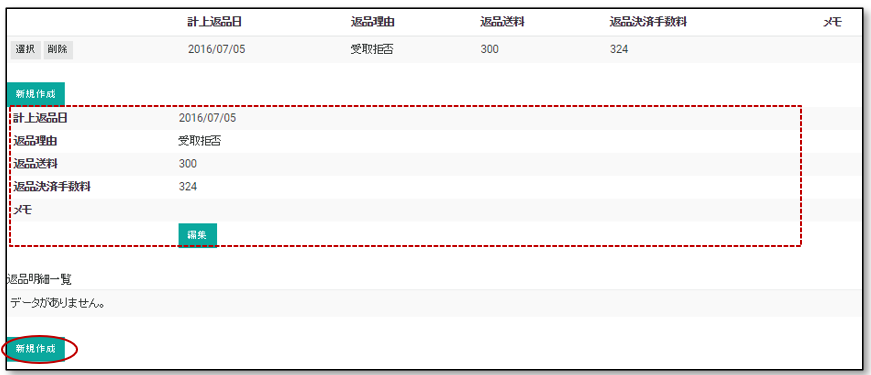 計上返品日 返品理由 返品送料 返品決済手数料 メモ
選択 削除 2016/07/05 受取拒否 300 324
新規作成
計上返品日 2016/07/05
返品理由 受取拒否
返品送料 300
返品決済手数料 324
メモ
編集
返品明細一覧
データがありません。
新規作成